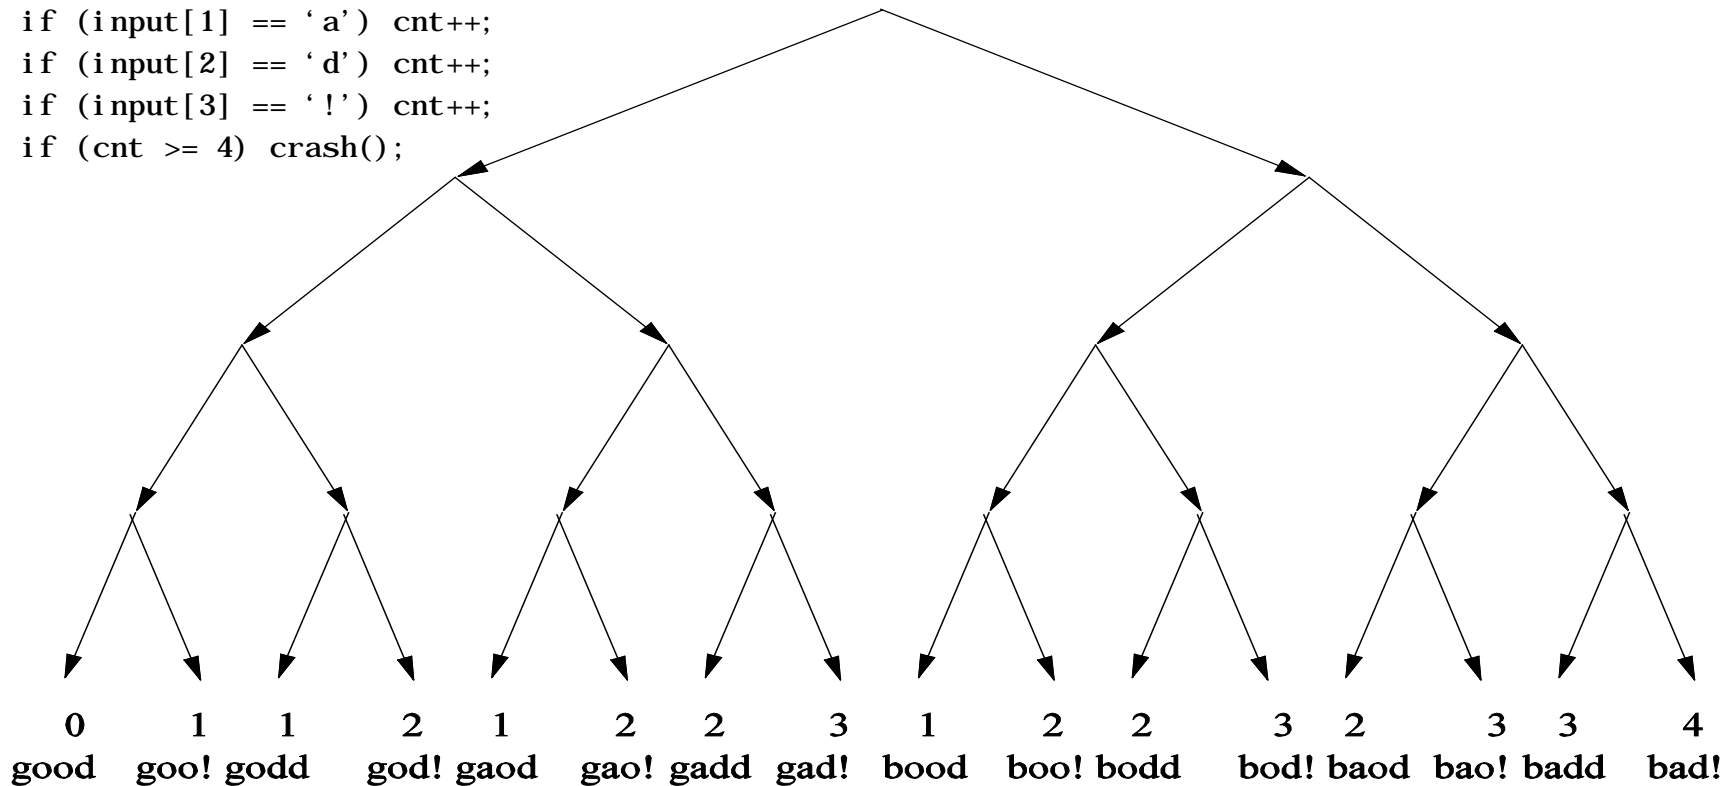 if (input[1] == ‘a’) cnt++;
if (input[2] == ‘d’) cnt++;
if (input[3] == ‘!’) cnt++;
if (cnt >= 4) crash();
0 1 1 2 1 2 2 3 1 2 2 3 2 3 3 4
good goo! godd god! gaod gao! gadd gad! bood boo! bodd bod! baod bao! badd bad!